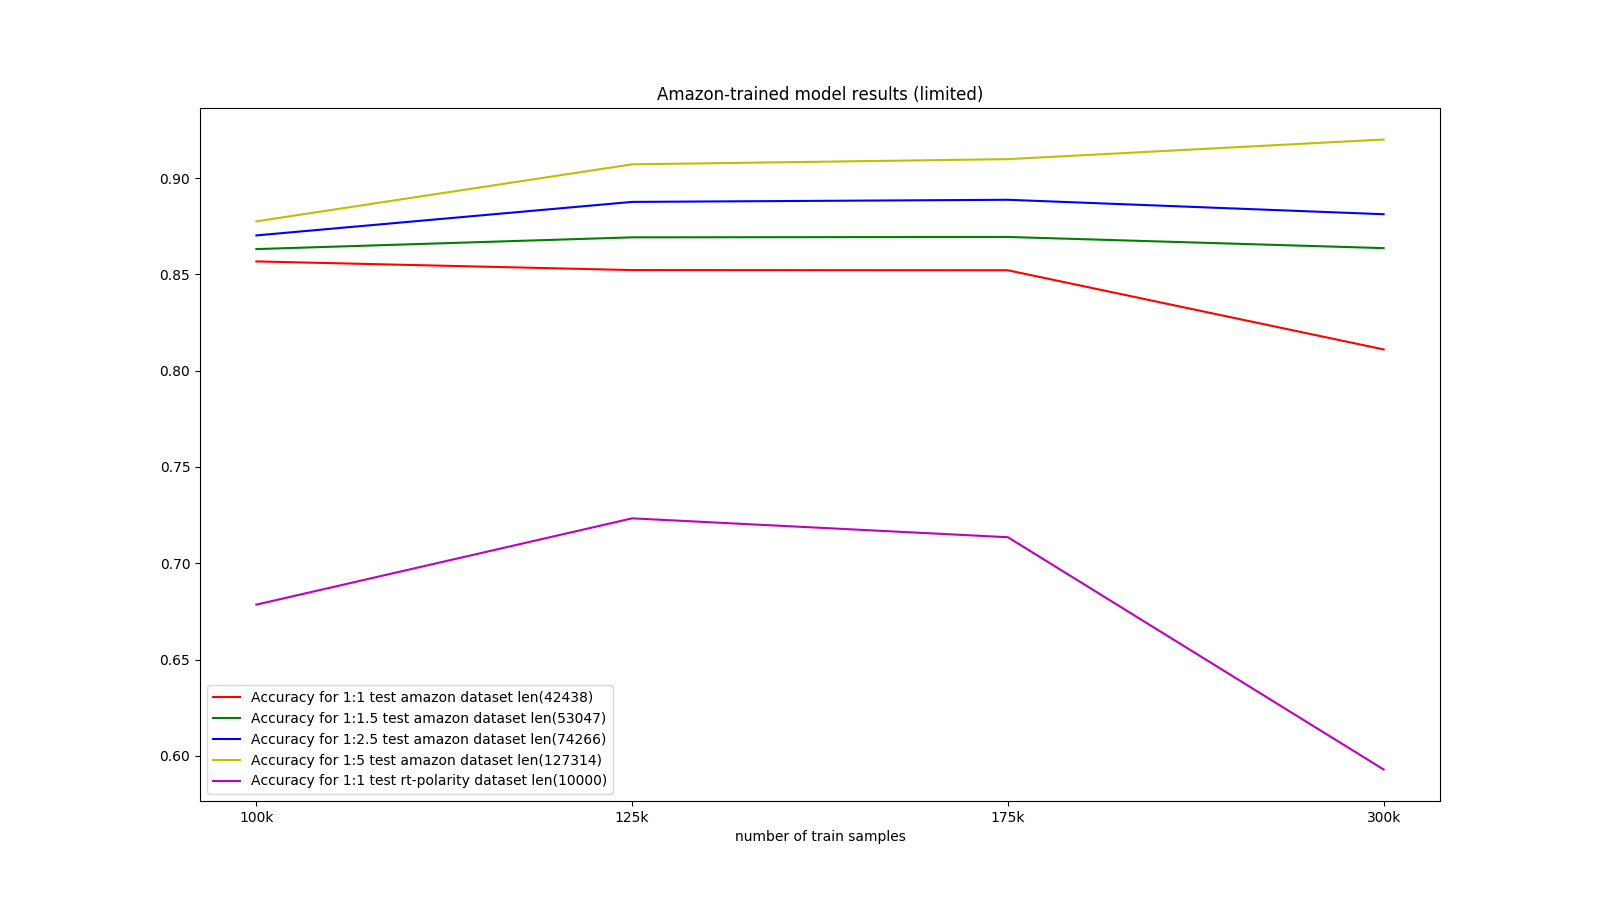 Amazon-trained model results (limited)
0.90
0.85
0.80
0.75
0.70
0.65
0.60
Accuracy for 1:1 test amazon dataset len(42438)
Accuracy for 1:1.5 test amazon dataset len(53047)
Accuracy for 1:2.5 test amazon dataset len(74266)
Accuracy for 1:5 test amazon dataset len(127314)
Accuracy for 1:1 test rt-polarity dataset len(10000)
100k 125k 175k 300k
number of train samples